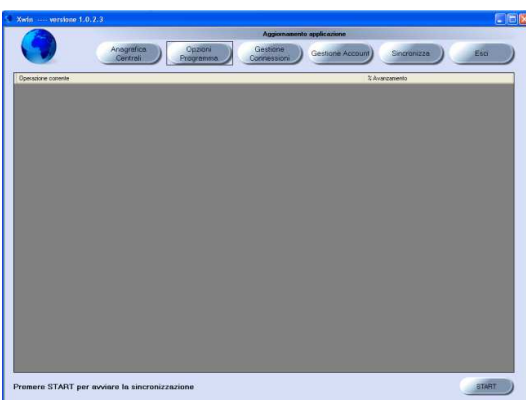 Xwin ---- versione 1.0.2.3
Aggiornamento applicazione
Anagrafica
Centrali
Opzioni
Programma
Gestione
Connessioni
Gestione Account
Sincronizza
Esci
Operazione corrente
% Avanzamento
Premere START per avviare la sincronizzazione
START